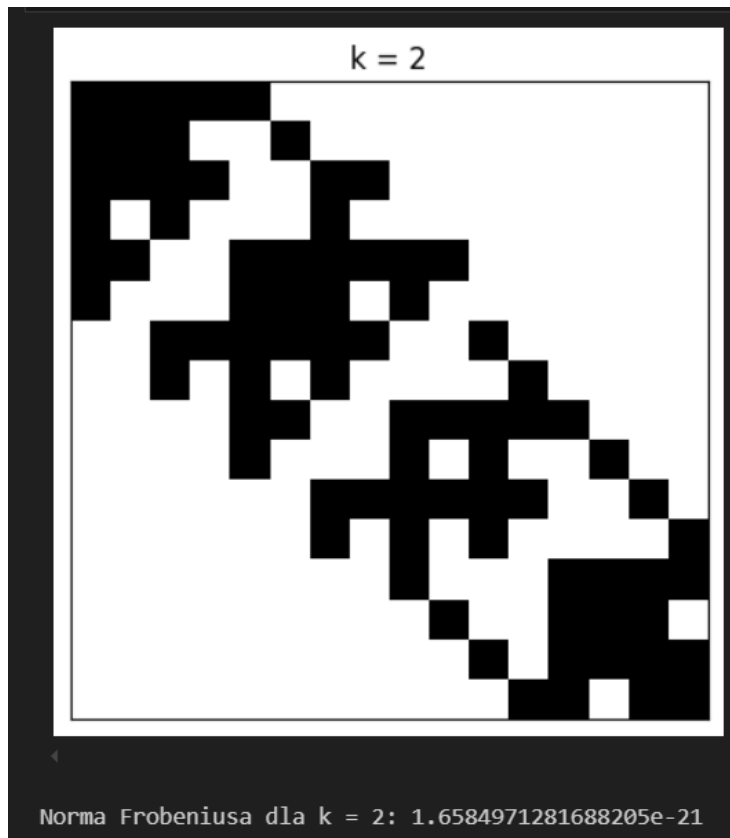 k = 2
Norma Frobeniusa dla k = 2: 1.6584971281688205e-21